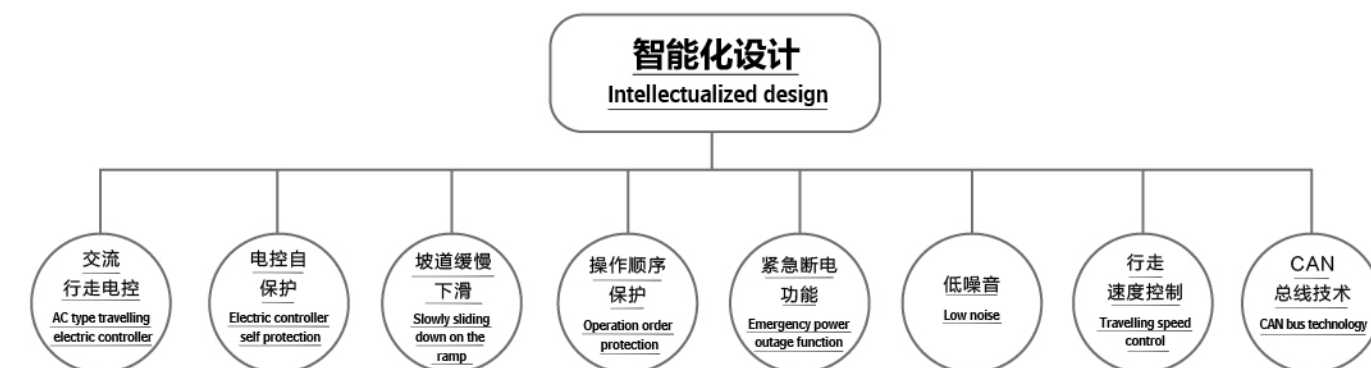 智能化设计
Intellectualized design
交流
行走电控
AC type travelling
electric controller
电控自
保护
Electric controller
self protection
坡道缓慢
下滑
Slowly sliding
down on the
ramp
操作顺序
保护
Operation order
protection
紧急断电
功能
Emergency power
outage function
低噪音
Low noise
行走
速度控制
Travelling speed
control
CAN
总线技术
CAN bus technology